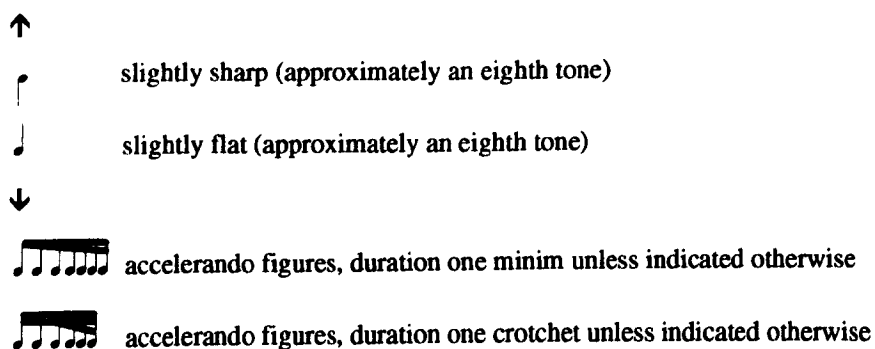 slightly sharp (approximately an eighth tone)
slightly flat (approximately an eighth tone)
accelerando figures, duration one minim unless indicated otherwise
accelerando figures, duration one crotchet unless indicated otherwise